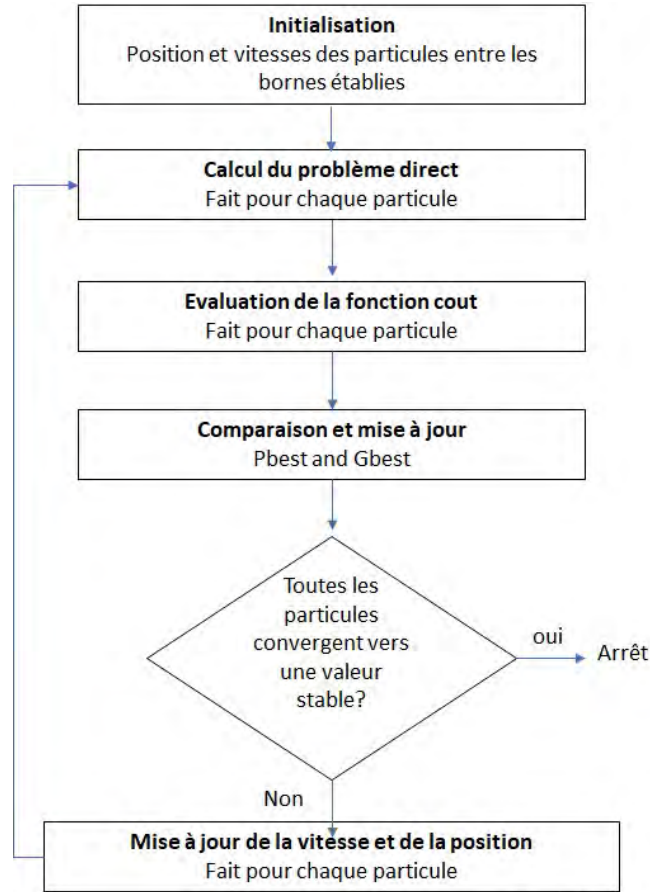 Initialisation
Position et vitesses des particules entre les
bornes établies
Calcul du problème direct
Fait pour chaque particule
Evaluation de la fonction cout
Fait pour chaque particule
Comparaison et mise à jour
Pbest and Gbest
Toutes les
particules
convergent vers
une valeur
stable?
oui
Arrêt
Non
Mise à jour de la vitesse et de la position
Fait pour chaque particule